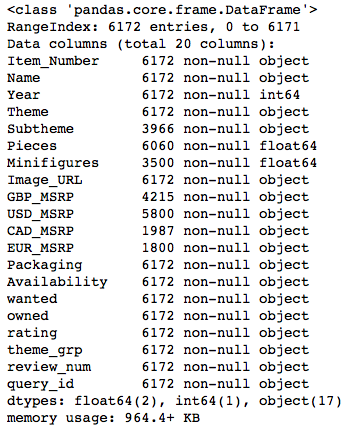 <class 'pandas.core.frame.DataFrame'>
RangeIndex: 6172 entries, 0 to 6171
Data columns (total 20 columns):
Item_Number     6172 non-null object
Name            6172 non-null object
Year            6172 non-null int64
Theme           6172 non-null object
Subtheme        3966 non-null object
Pieces          6060 non-null float64
Minifigures     3500 non-null float64
Image_URL       6172 non-null object
GBP_MSRP        4215 non-null object
USD_MSRP        5800 non-null object
CAD_MSRP        1987 non-null object
EUR_MSRP        1800 non-null object
Packaging       6172 non-null object
Availability    6172 non-null object
wanted          6172 non-null object
owned           6172 non-null object
rating          6172 non-null object
theme_grp       6172 non-null object
review_num      6172 non-null object
query_id        6172 non-null object
dtypes: float64(2), int64(1), object(17)
memory usage: 964.4+ KB